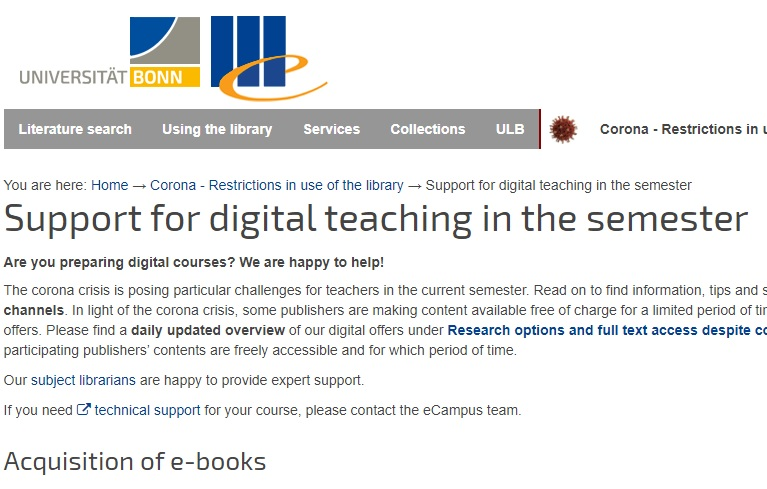 UNIVERSITÄT BONN
Literature search Using the library Services Collections ULB Corona - Restrictions in u
You are here: Home → Corona - Restrictions in use of the library → Support for digital teaching in the semester
Support for digital teaching in the semester
Are you preparing digital courses? We are happy to help!
The corona crisis is posing particular challenges for teachers in the current semester. Read on to find information, tips and s
channels. In light of the corona crisis, some publishers are making content available free of charge for a limited period of tim
offers. Please find a daily updated overview of our digital offers under Research options and full text access despite co
participating publishers' contents are freely accessible and for which period of time.
Our subject librarians are happy to provide expert support.
If you need technical support for your course, please contact the eCampus team.
Acquisition of e-books